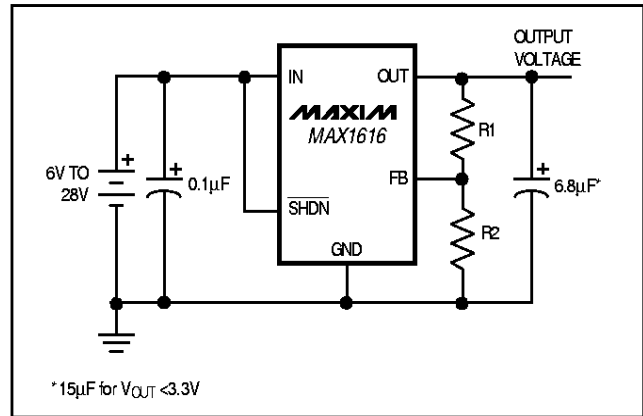 OUTPUT
VOLTAGE
IN
OUT
MAXIM
MAX1616
R1
+
6V TO
28V
+
0.1µF
FB
+
6.8µF*
SHDN
R2
GND
*15µF for VOUT <3.3V